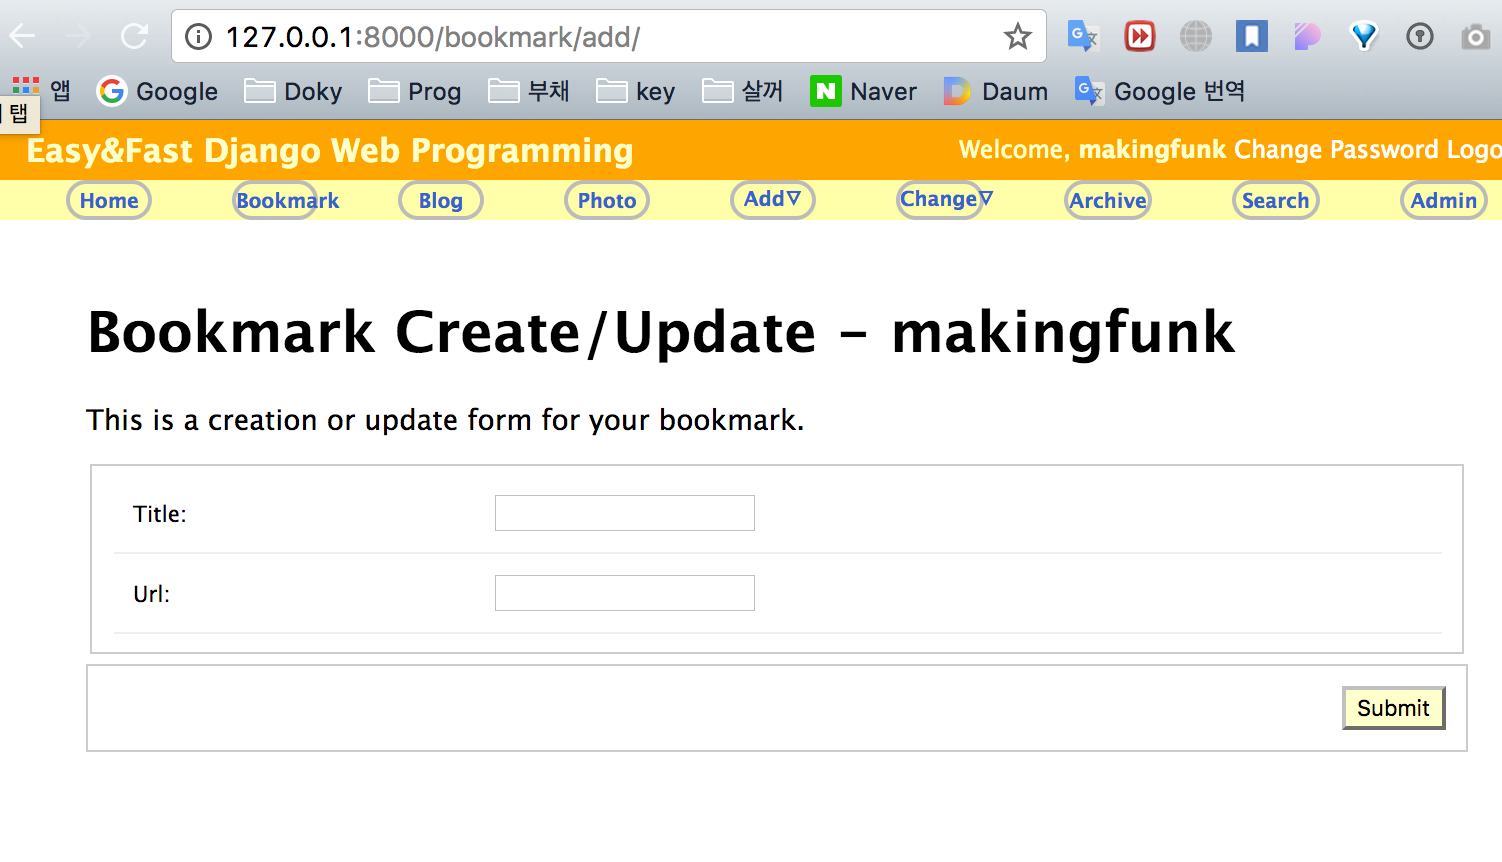 127.0.0.1:8000/bookmark/add/
앱 Google Doky Prog 부채 key 살꺼 Naver Daum Google 번역
탭
Easy&Fast Django Web Programming Welcome, makingfunk Change Password Logo
Home Bookmark Blog Photo Add▽ Change▽ Archive Search Admin
Bookmark Create/Update - makingfunk
This is a creation or update form for your bookmark.
Title:
Url:
Submit